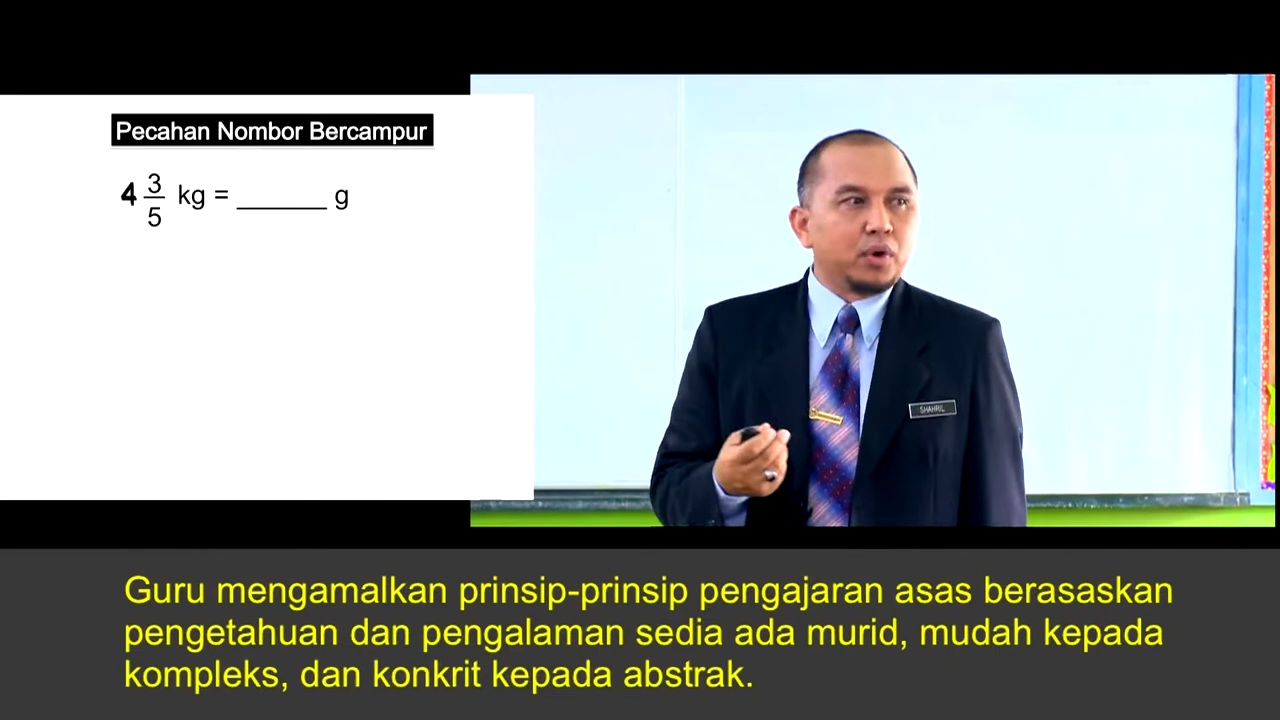 Pecahan Nombor Bercampur
4 3/5 kg = ______ g
SHAHRIL
Guru mengamalkan prinsip-prinsip pengajaran asas berasaskan
pengetahuan dan pengalaman sedia ada murid, mudah kepada
kompleks, dan konkrit kepada abstrak.